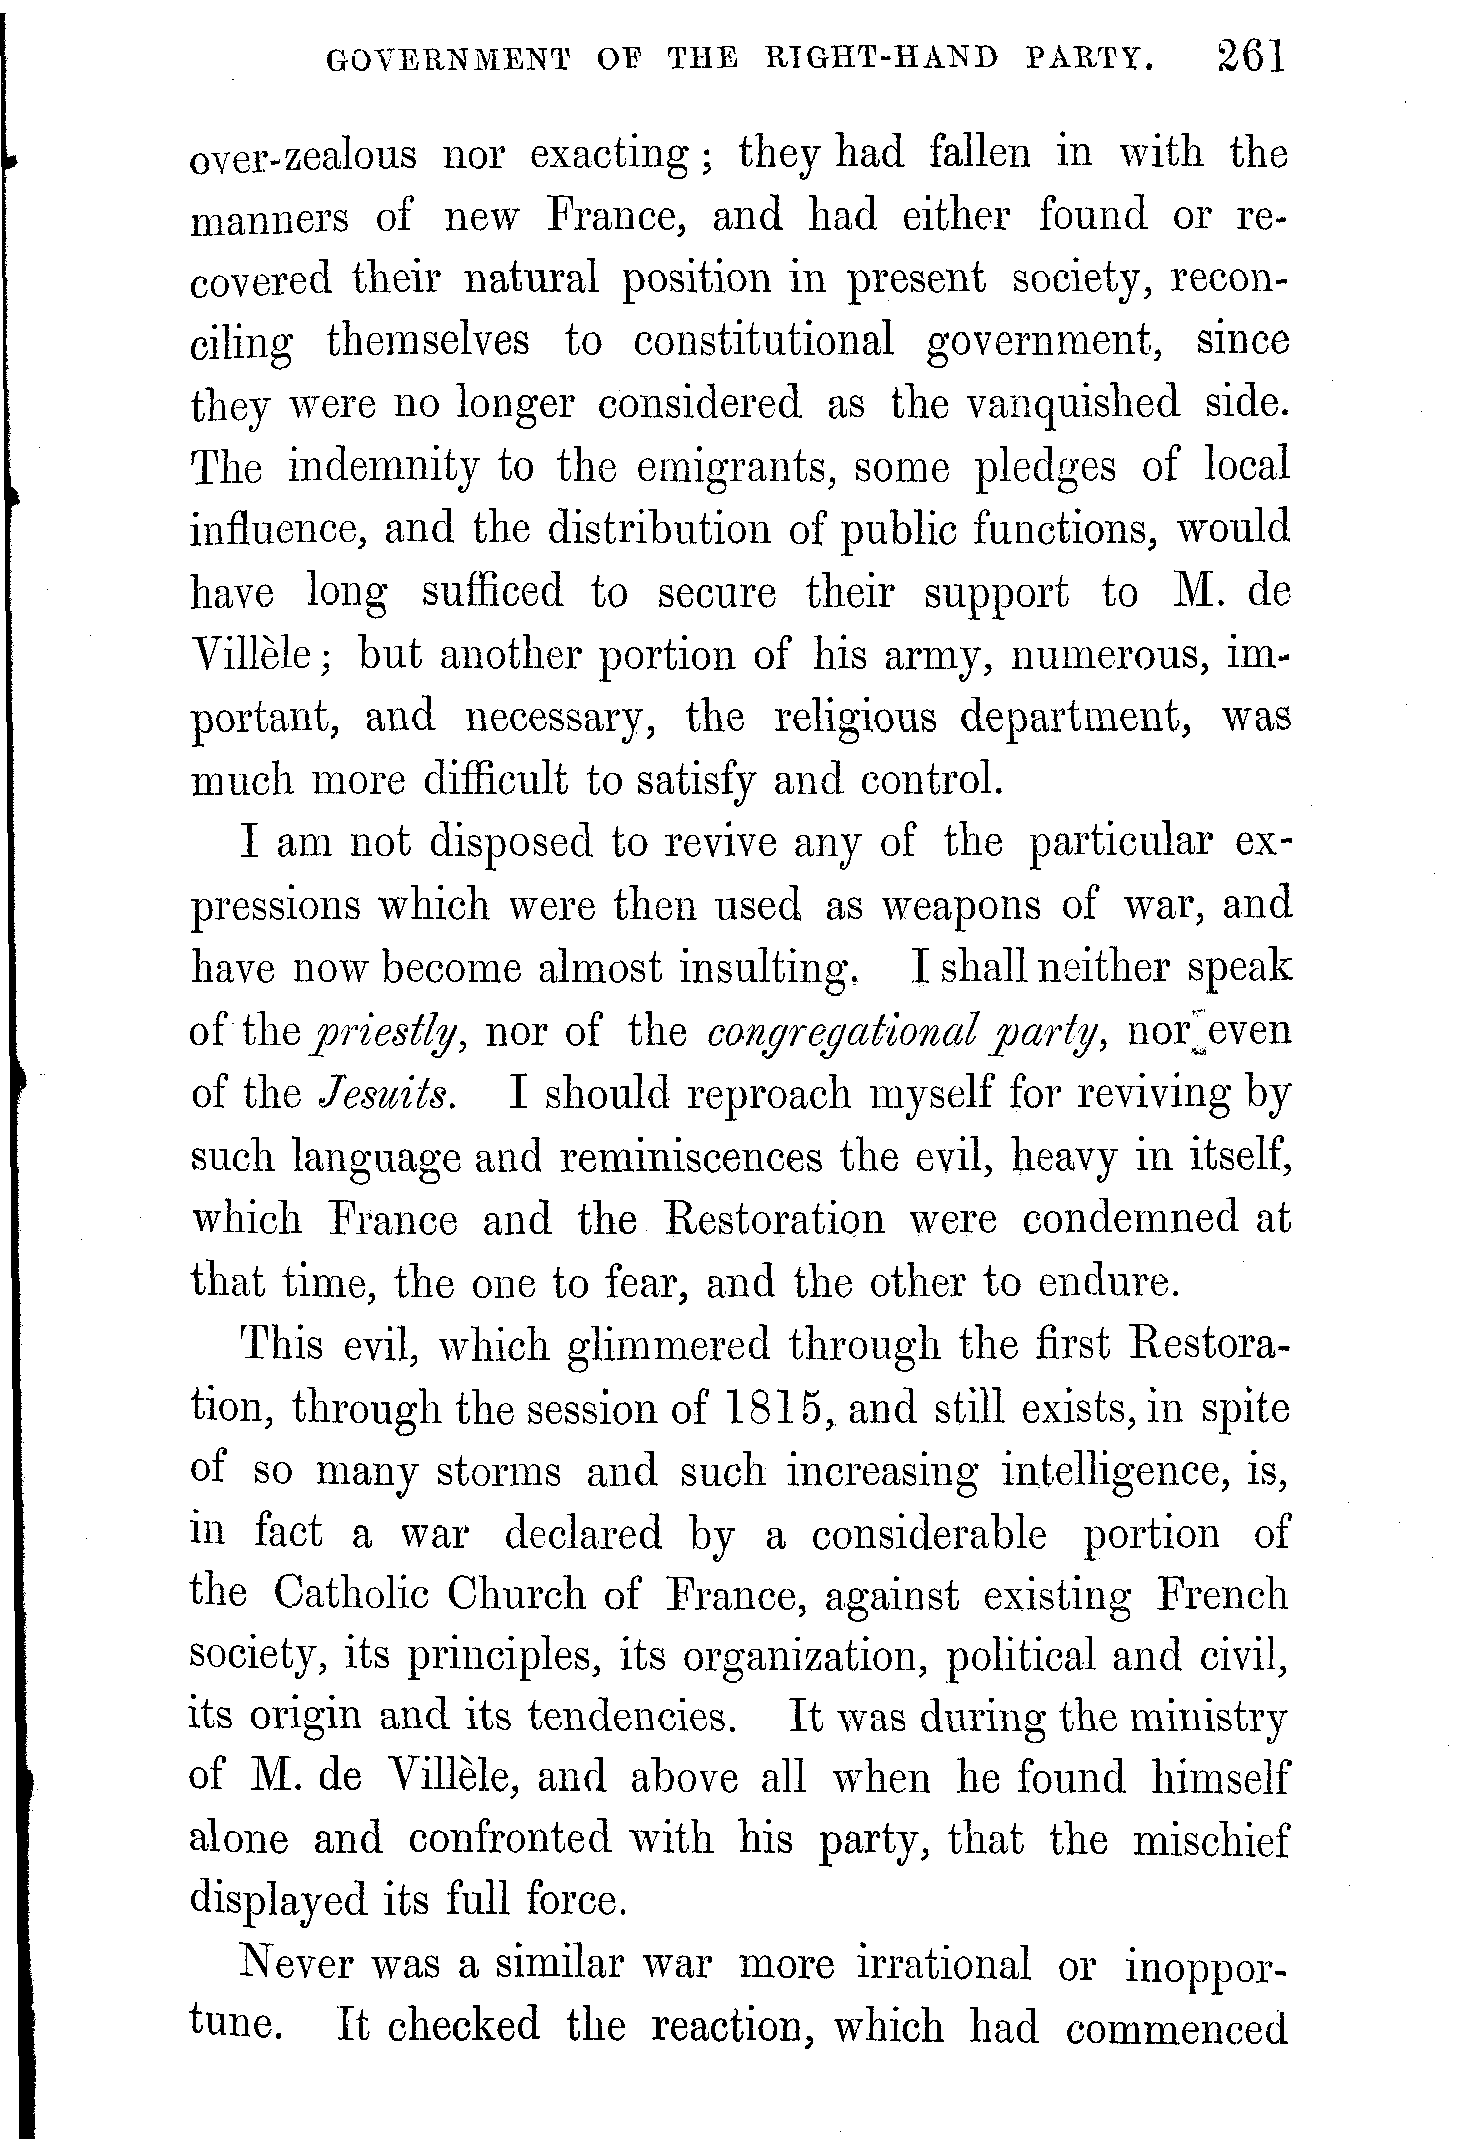 GOVERNMENT OF THE RIGHT-HAND PARTY. 261
over-zealous nor exacting; they had fallen in with the
manners of new France, and had either found or re-
covered their natural position in present society, recon-
ciling themselves to constitutional government, since
they were no longer considered as the vanquished side.
The indemnity to the emigrants, some pledges of local
influence, and the distribution of public functions, would
have long sufficed to secure their support to M. de
Villèle; but another portion of his army, numerous, im-
portant, and necessary, the religious department, was
much more difficult to satisfy and control.
I am not disposed to revive any of the particular ex-
pressions which were then used as weapons of war, and
have now become almost insulting. I shall neither speak
of the priestly, nor of the congregational party, nor even
of the Jesuits. I should reproach myself for reviving by
such language and reminiscences the evil, heavy in itself,
which France and the Restoration were condemned at
that time, the one to fear, and the other to endure.
This evil, which glimmered through the first Restora-
tion, through the session of 1815, and still exists, in spite
of so many storms and such increasing intelligence, is,
in fact a war declared by a considerable portion of
the Catholic Church of France, against existing French
society, its principles, its organization, political and civil,
its origin and its tendencies. It was during the ministry
of M. de Villèle, and above all when he found himself
alone and confronted with his party, that the mischief
displayed its full force.
Never was a similar war more irrational or inoppor-
tune. It checked the reaction, which had commenced